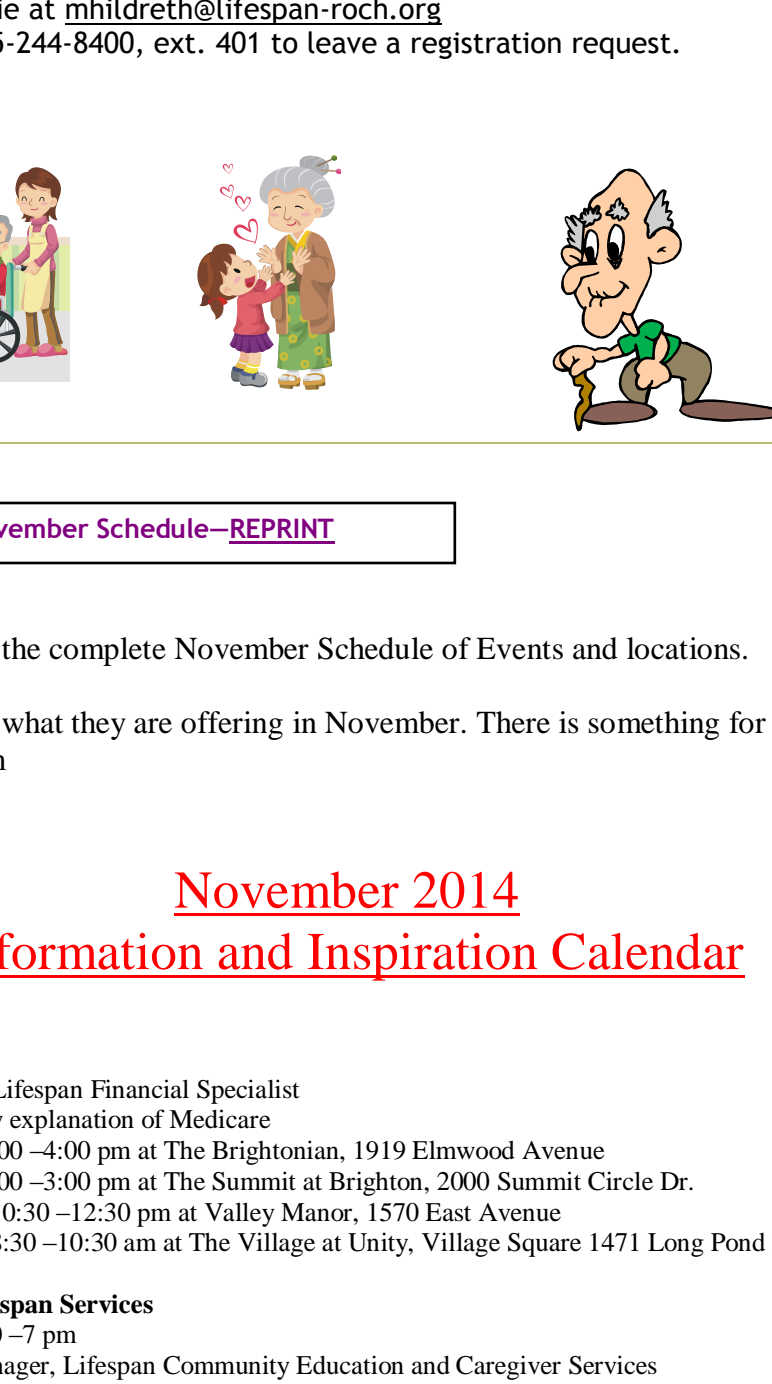 ie at mhildreth@lifespan-roch.org
5-244-8400, ext. 401 to leave a registration request.
vember Schedule—REPRINT
the complete November Schedule of Events and locations.
what they are offering in November. There is something for
November 2014
formation and Inspiration Calendar
Lifespan Financial Specialist
explanation of Medicare
00 –4:00 pm at The Brightonian, 1919 Elmwood Avenue
00 –3:00 pm at The Summit at Brighton, 2000 Summit Circle Dr.
0:30 –12:30 pm at Valley Manor, 1570 East Avenue
:30 –10:30 am at The Village at Unity, Village Square 1471 Long Pond
span Services
–7 pm
nager, Lifespan Community Education and Caregiver Services